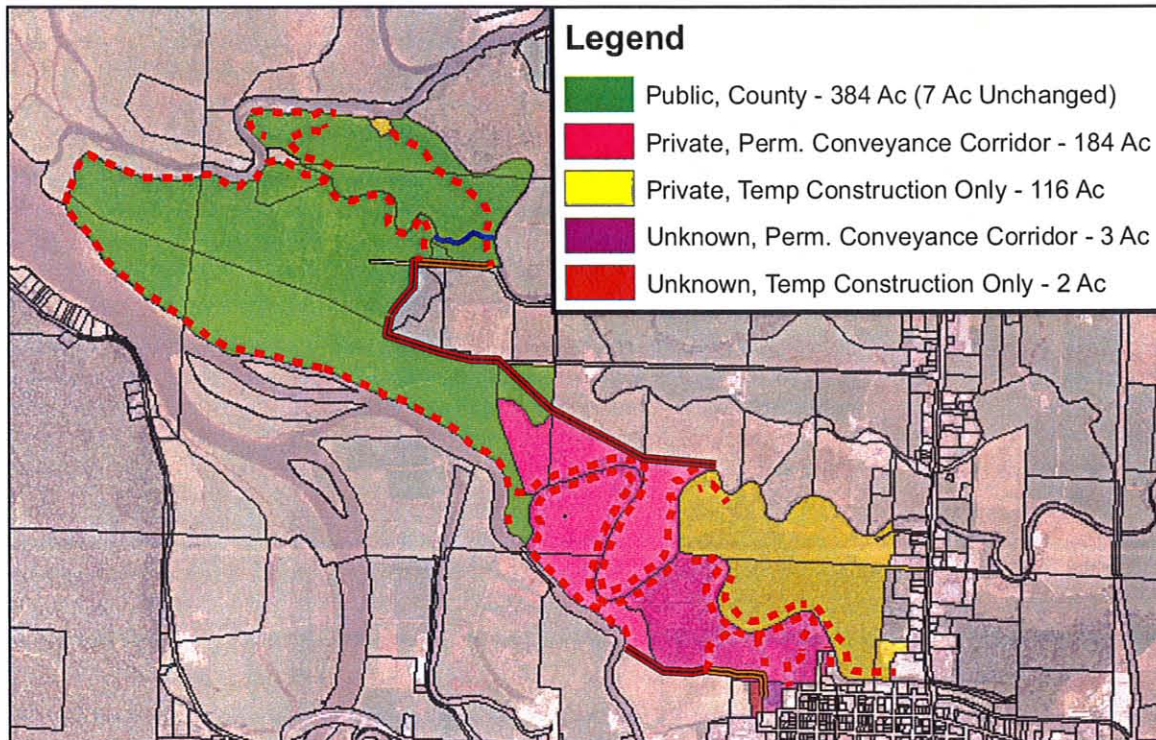 Legend
Public, County - 384 Ac (7 Ac Unchanged)
Private, Perm. Conveyance Corridor - 184 Ac
Private, Temp Construction Only - 116 Ac
Unknown, Perm. Conveyance Corridor - 3 Ac
Unknown, Temp Construction Only - 2 Ac